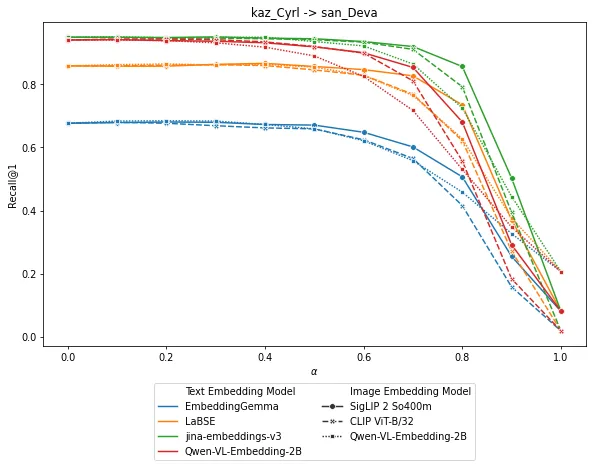 kaz_Cyrl -> san_Deva
Recall@1
0.8
0.6
0.4
0.2
0.0
0.0 0.2 0.4 0.6 0.8 1.0
α
Text Embedding Model
EmbeddingGemma
LaBSE
jina-embeddings-v3
Qwen-VL-Embedding-2B
Image Embedding Model
SigLIP 2 So400m
CLIP ViT-B/32
Qwen-VL-Embedding-2B